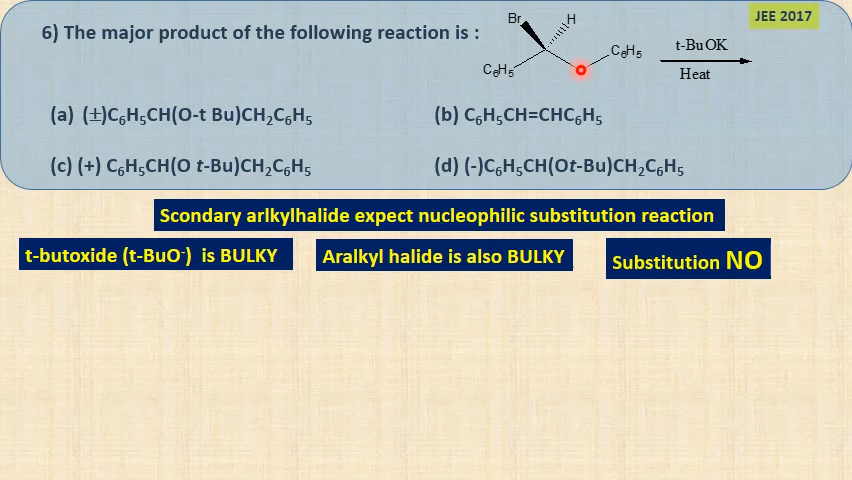 JEE 2017
6) The major product of the following reaction is :
Br
H
C₆H₅
C₆H₅
t-BuOK
Heat
(a) (±)C₆H₅CH(O-t Bu)CH₂C₆H₅
(b) C₆H₅CH=CHC₆H₅
(c) (+) C₆H₅CH(O t-Bu)CH₂C₆H₅
(d) (-)C₆H₅CH(Ot-Bu)CH₂C₆H₅
Scondary arlkylhalide expect nucleophilic substitution reaction
t-butoxide (t-BuO⁻) is BULKY
Aralkyl halide is also BULKY
Substitution NO